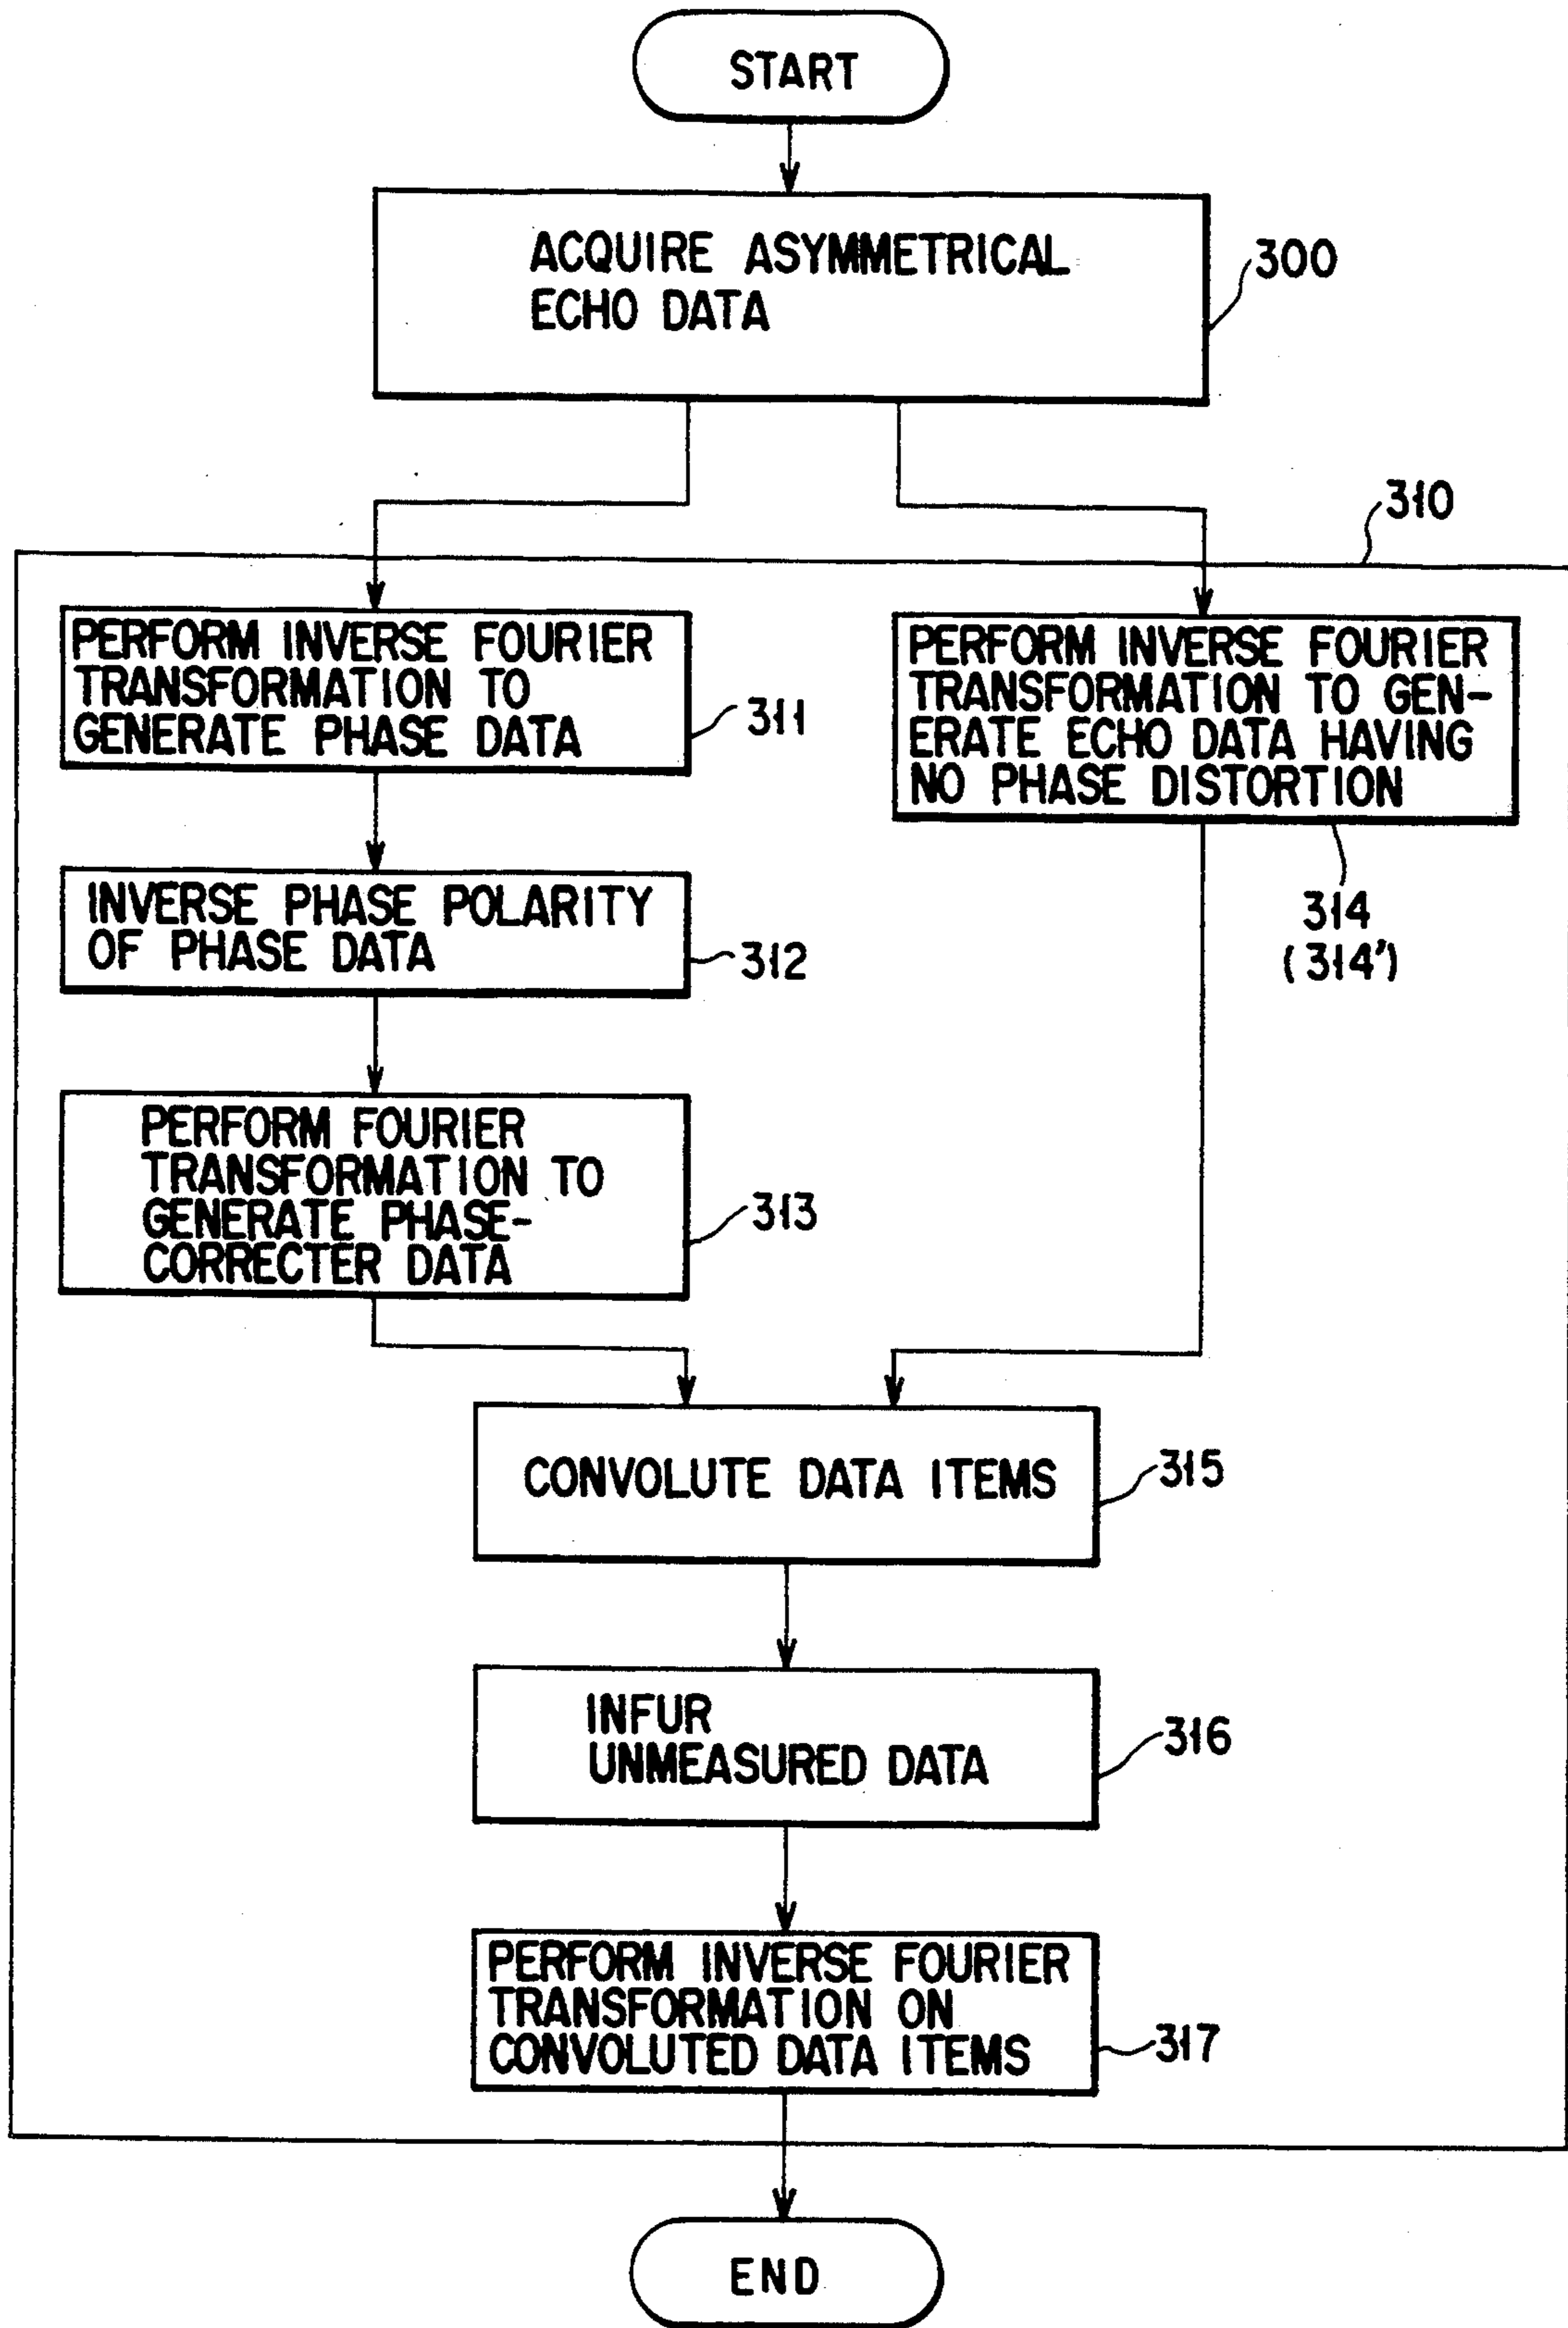 START
ACQUIRE ASYMMETRICAL
ECHO DATA
300
310
PERFORM INVERSE FOURIER
TRANSFORMATION TO
GENERATE PHASE DATA
311
PERFORM INVERSE FOURIER
TRANSFORMATION TO GEN-
ERATE ECHO DATA HAVING
NO PHASE DISTORTION
314
(314')
INVERSE PHASE POLARITY
OF PHASE DATA
312
PERFORM FOURIER
TRANSFORMATION TO
GENERATE PHASE-
CORRECTER DATA
313
CONVOLUTE DATA ITEMS
315
INFUR
UNMEASURED DATA
316
PERFORM INVERSE FOURIER
TRANSFORMATION ON
CONVOLUTED DATA ITEMS
317
END